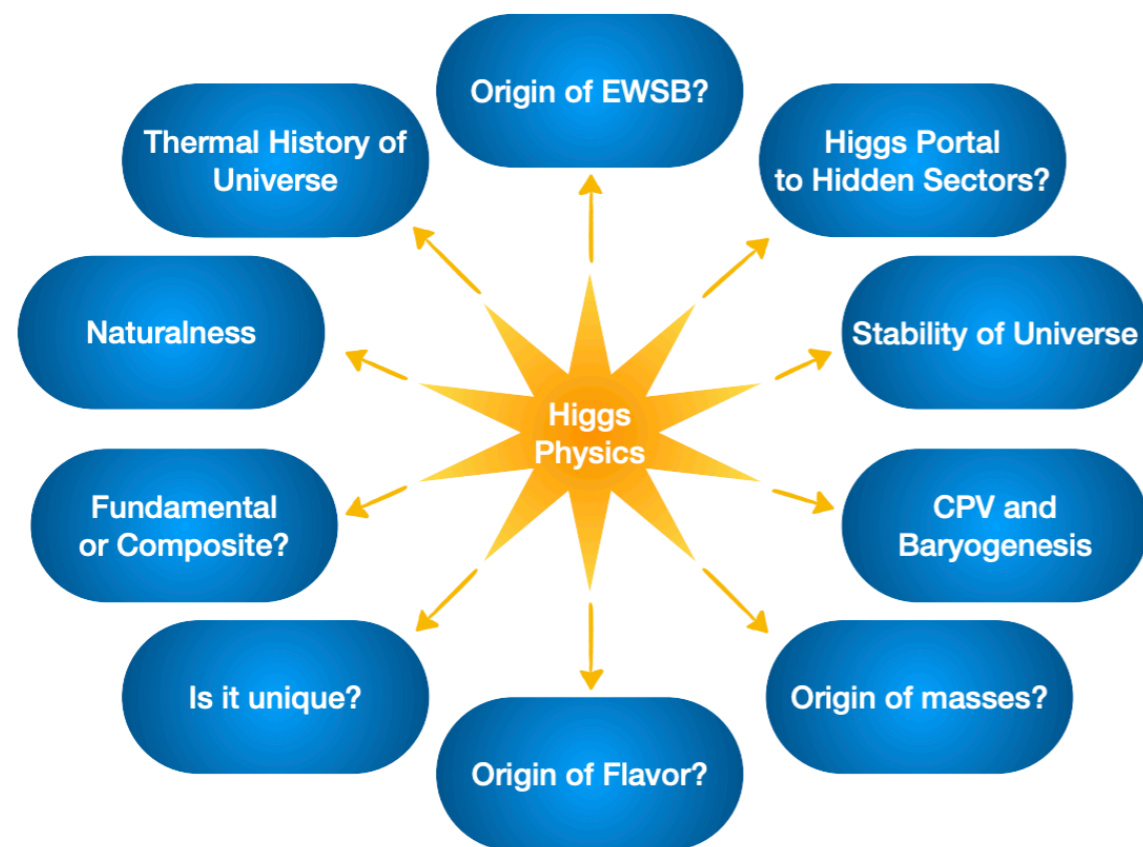 Origin of EWSB?
Thermal History of
Universe
Higgs Portal
to Hidden Sectors?
Naturalness
Stability of Universe
Higgs
Physics
Fundamental
or Composite?
CPV and
Baryogenesis
Is it unique?
Origin of masses?
Origin of Flavor?